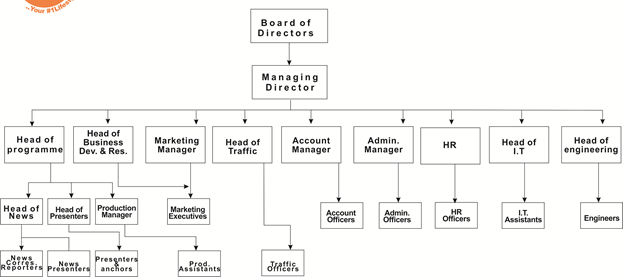 ..Your #1Lifes
Board of
Directors
Managing
Director
Head of
programme
Head of
Business
Dev. & Res.
Marketing
Manager
Head of
Traffic
Account
Manager
Admin.
Manager
HR
Head of
I.T
Head of
engineering
Head of
News
Head of
Presenters
Production
Manager
Marketing
Executives
Account
Officers
Admin.
Officers
HR
Officers
I.T.
Assistants
Engineers
News
Corres.
Reporters
News
Presenters
Presenters
&
anchors
Prod.
Assistants
Traffic
Officers